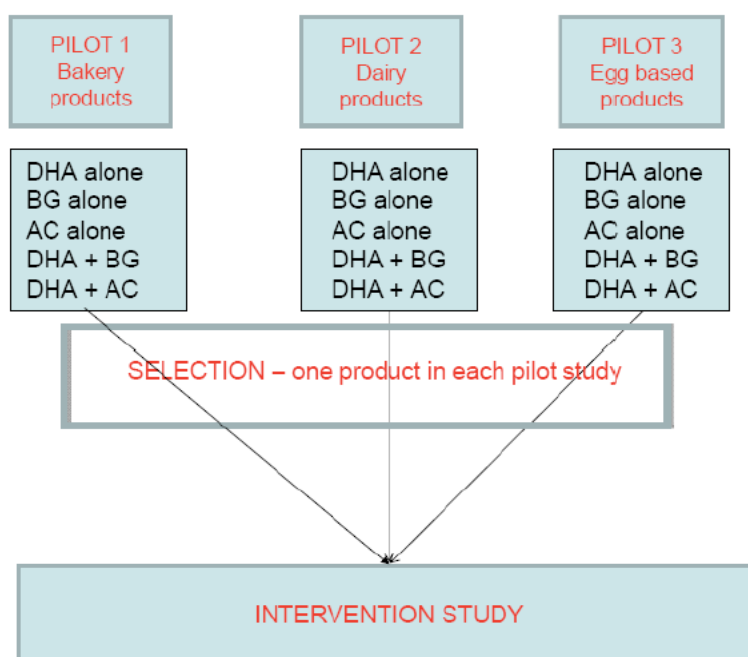 PILOT 1
Bakery
products
PILOT 2
Dairy
products
PILOT 3
Egg based
products
DHA alone
BG alone
AC alone
DHA + BG
DHA + AC
DHA alone
BG alone
AC alone
DHA + BG
DHA + AC
DHA alone
BG alone
AC alone
DHA + BG
DHA + AC
SELECTION – one product in each pilot study
INTERVENTION STUDY